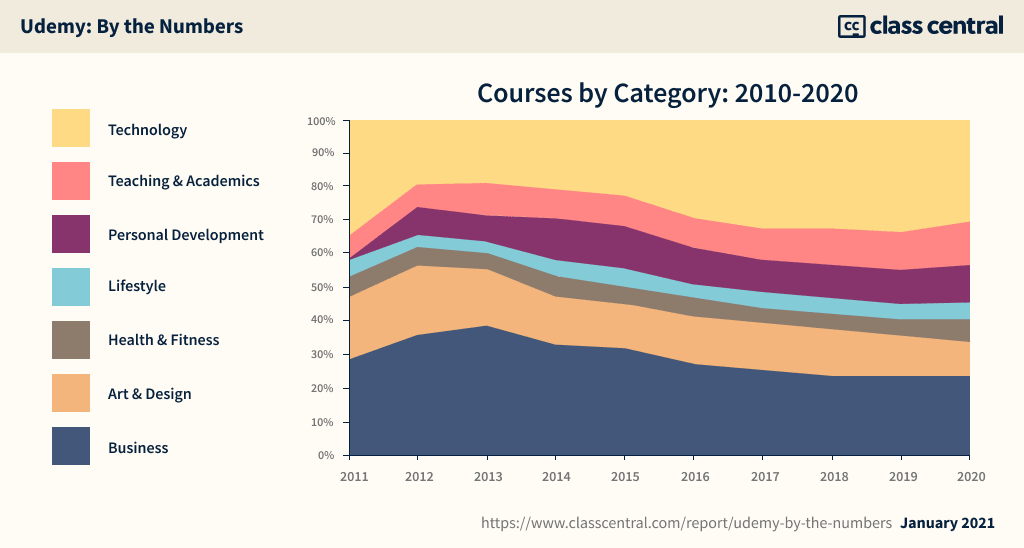 Udemy: By the Numbers
cc class central
Courses by Category: 2010-2020
Technology
Teaching & Academics
Personal Development
Lifestyle
Health & Fitness
Art & Design
Business
100%
90%
80%
70%
60%
50%
40%
30%
20%
10%
0%
2011 2012 2013 2014 2015 2016 2017 2018 2019 2020
https://www.classcentral.com/report/udemy-by-the-numbers January 2021